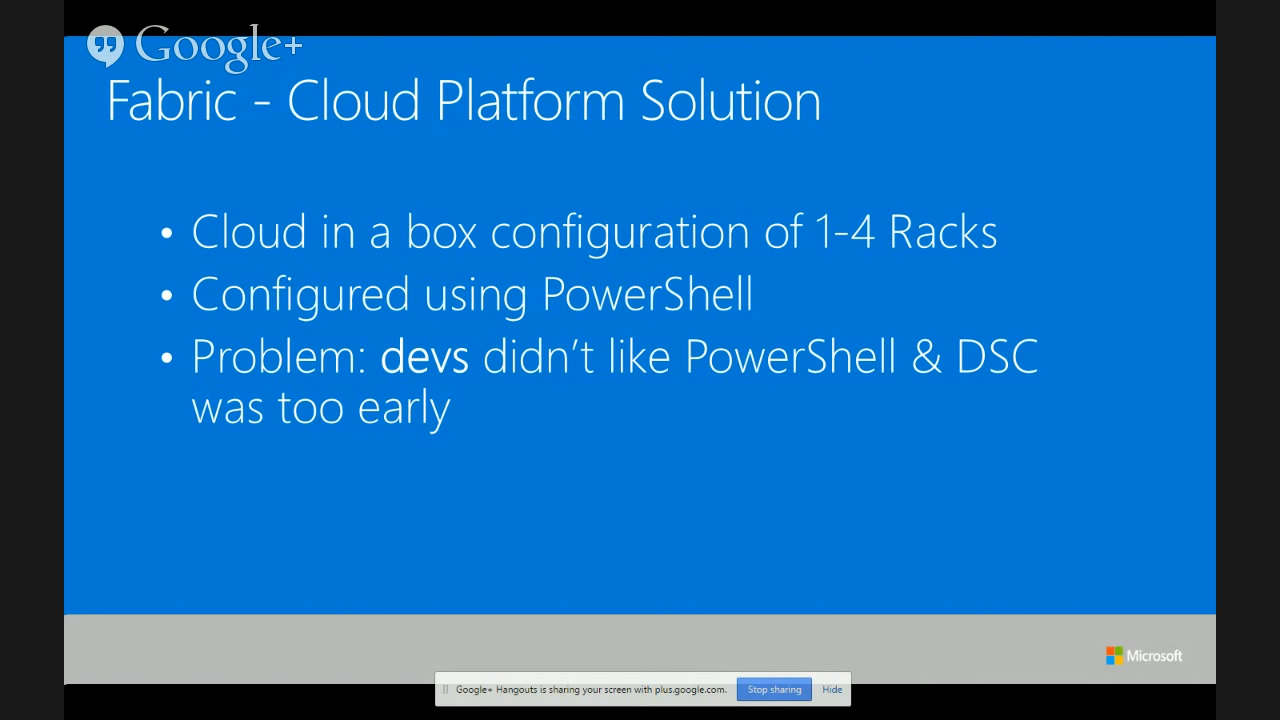 Google+
Fabric - Cloud Platform Solution
• Cloud in a box configuration of 1-4 Racks
• Configured using PowerShell
• Problem: devs didn't like PowerShell & DSC
was too early
Microsoft
Google+ Hangouts is sharing your screen with plus.google.com. Stop sharing Hide